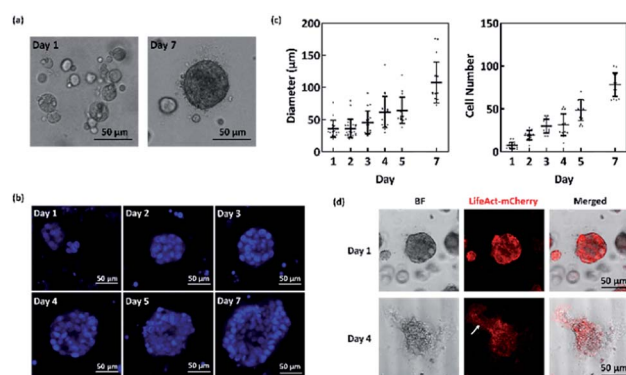 (a)
Day 1
50 µm
Day 7
50 µm
(b)
Day 1
50 µm
Day 2
50 µm
Day 3
50 µm
Day 4
50 µm
Day 5
50 µm
Day 7
50 µm
(c)
Diameter (µm)
200
150
100
50
0
1 2 3 4 5 7
Day
Cell Number
150
100
50
0
1 2 3 4 5 7
Day
(d)
BF LifeAct-mCherry Merged
Day 1
50 µm
Day 4
50 µm